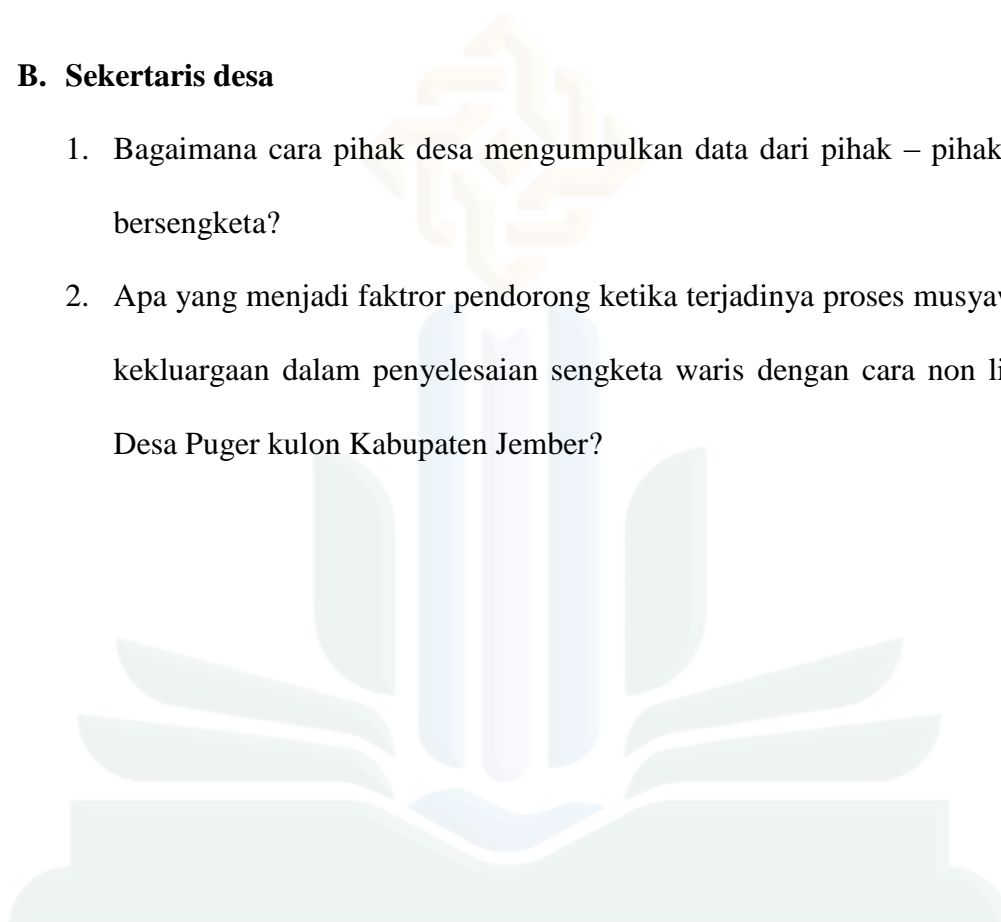 B. Sekertaris desa
1. Bagaimana cara pihak desa mengumpulkan data dari pihak – pihak
bersengketa?
2. Apa yang menjadi faktror pendorong ketika terjadinya proses
kekluargaan dalam penyelesaian sengketa waris dengan cara non
Desa Puger kulon Kabupaten Jember?